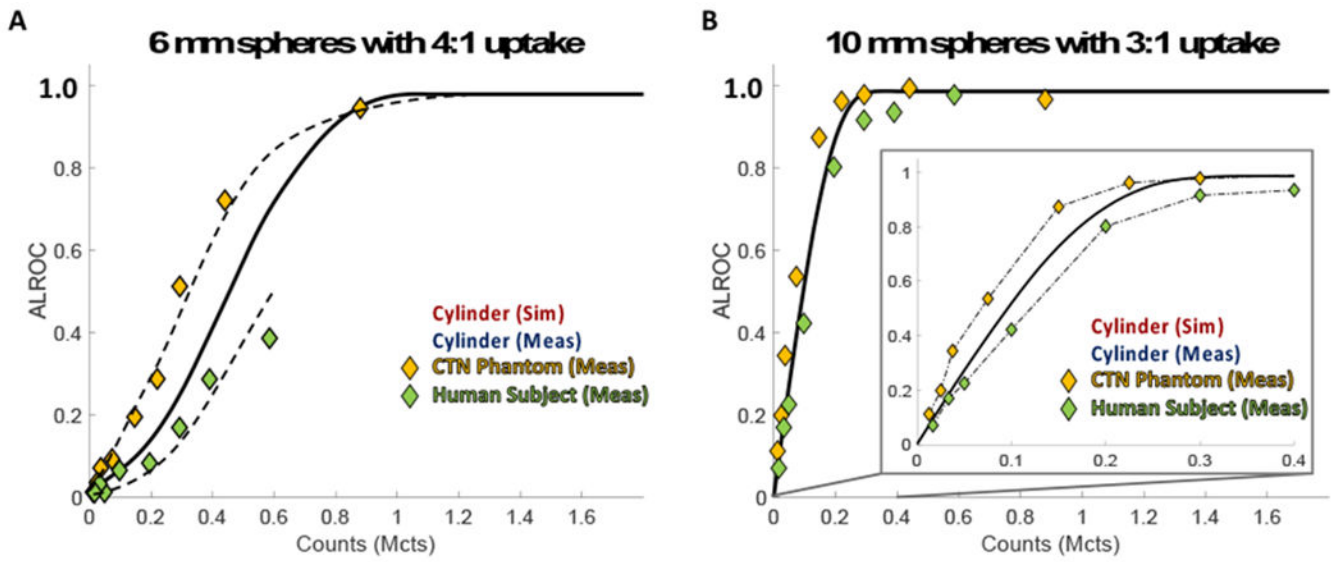 A
6 mm spheres with 4:1 uptake
1.0
0.8
0.6
0.4
0.2
0
ALROC
Cylinder (Sim)
Cylinder (Meas)
CTN Phantom (Meas)
Human Subject (Meas)
0 0.2 0.4 0.6 0.8 1 1.2 1.4 1.6
Counts (Mcts)
B
10 mm spheres with 3:1 uptake
1.0
0.8
0.6
0.4
0.2
0
ALROC
1
0.8
0.6
0.4
0.2
0
Cylinder (Sim)
Cylinder (Meas)
CTN Phantom (Meas)
Human Subject (Meas)
0 0.1 0.2 0.3 0.4
0 0.2 0.4 0.6 0.8 1 1.2 1.4 1.6
Counts (Mcts)